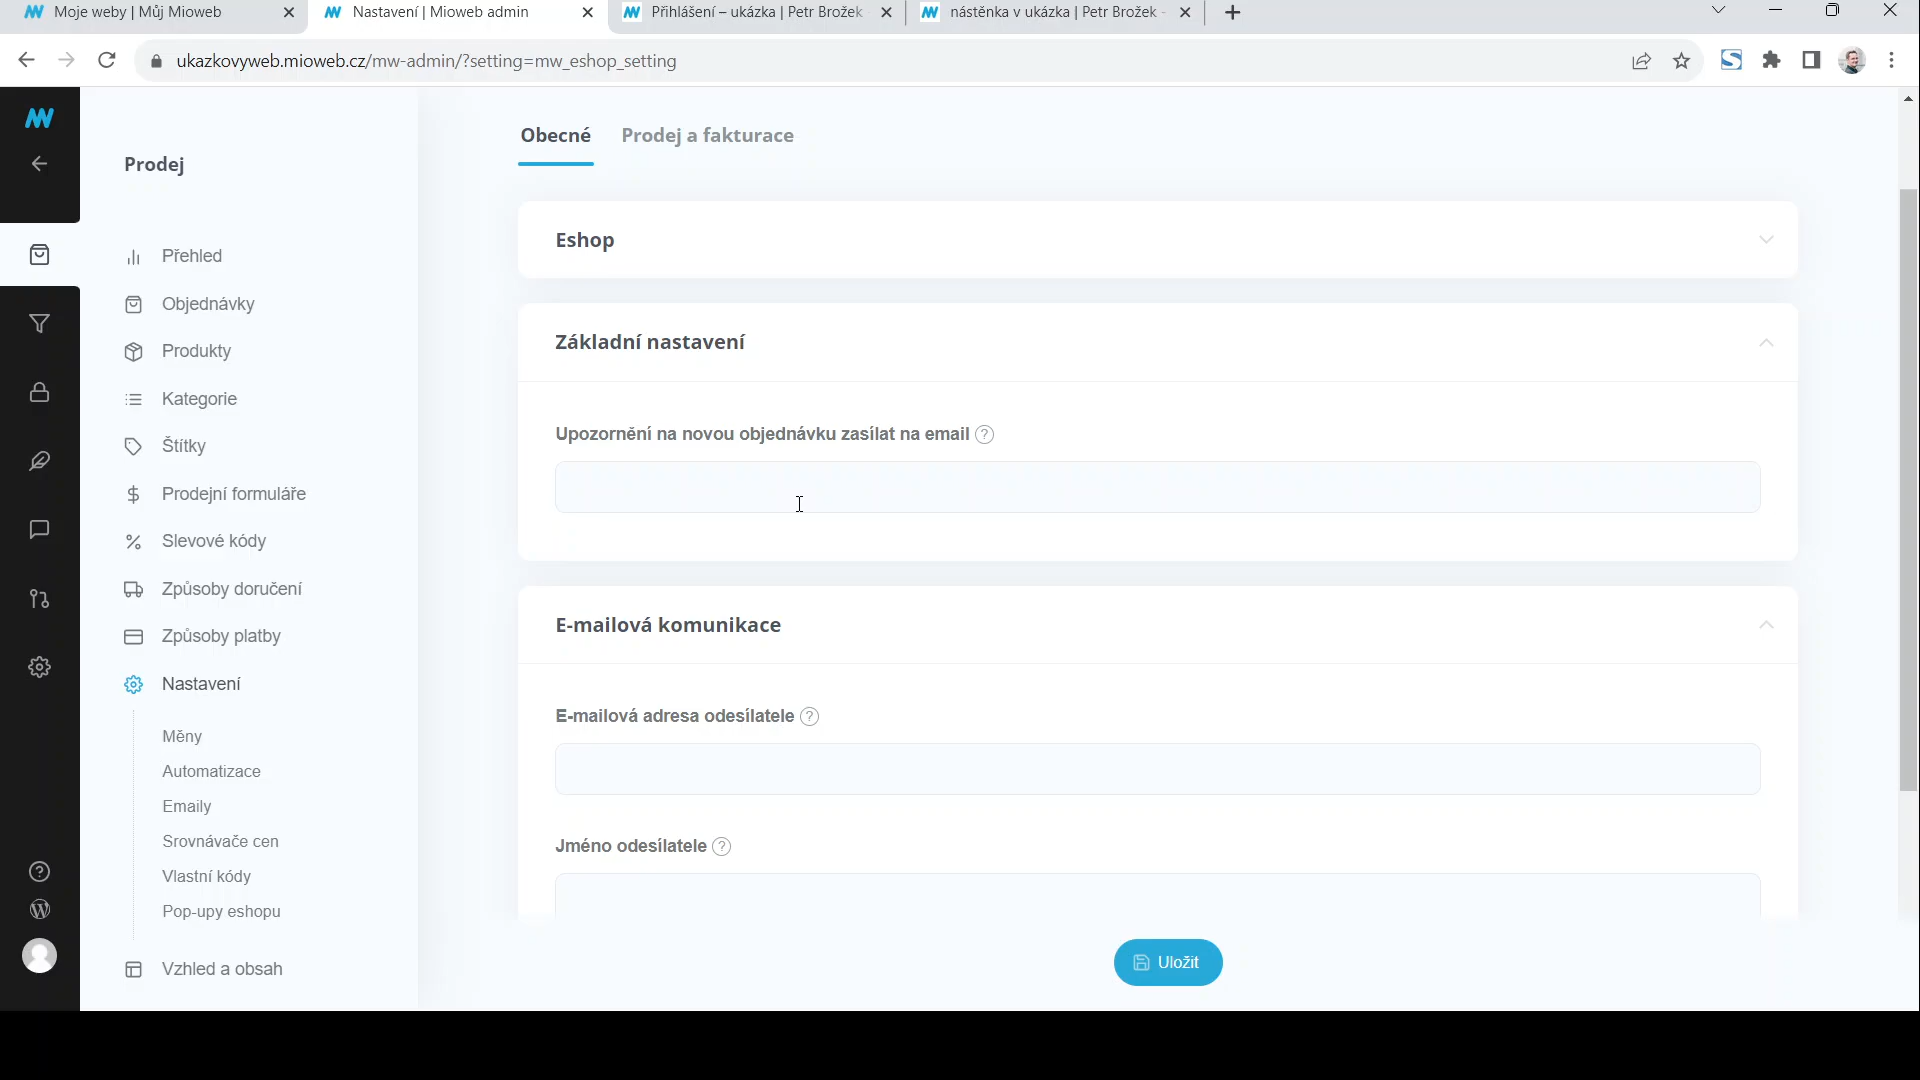 Moje weby | Můj Mioweb
Nastavení | Mioweb admin
Přihlášení – ukázka | Petr Brožek
nástěnka v ukázka | Petr Brožek -
ukazkovyweb.mioweb.cz/mw-admin/?setting=mw_eshop_setting
Prodej
Přehled
Objednávky
Produkty
Kategorie
Štítky
Prodejní formuláře
Slevové kódy
Způsoby doručení
Způsoby platby
Nastavení
Měny
Automatizace
Emaily
Srovnávače cen
Vlastní kódy
Pop-upy eshopu
Vzhled a obsah
Obecné
Prodej a fakturace
Eshop
Základní nastavení
Upozornění na novou objednávku zasílat na email ?
E-mailová komunikace
E-mailová adresa odesílatele ?
Jméno odesílatele ?
Uložit